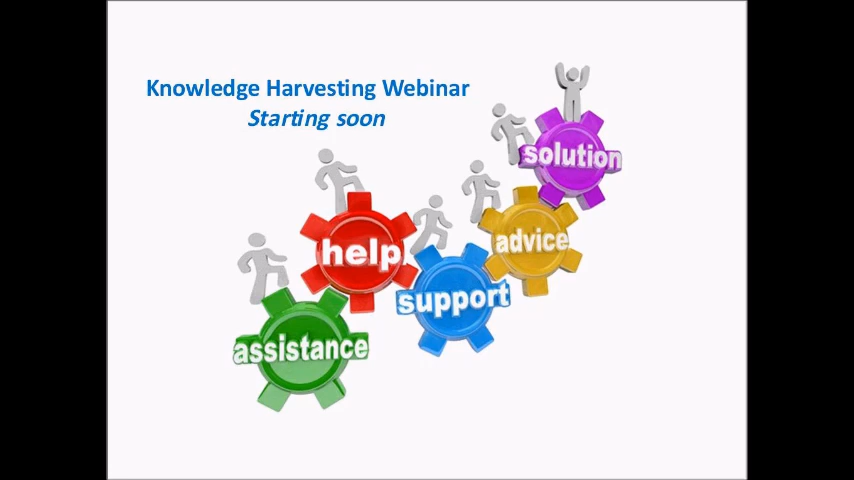 Knowledge Harvesting Webinar
Starting soon
solution
advice
help
support
assistance